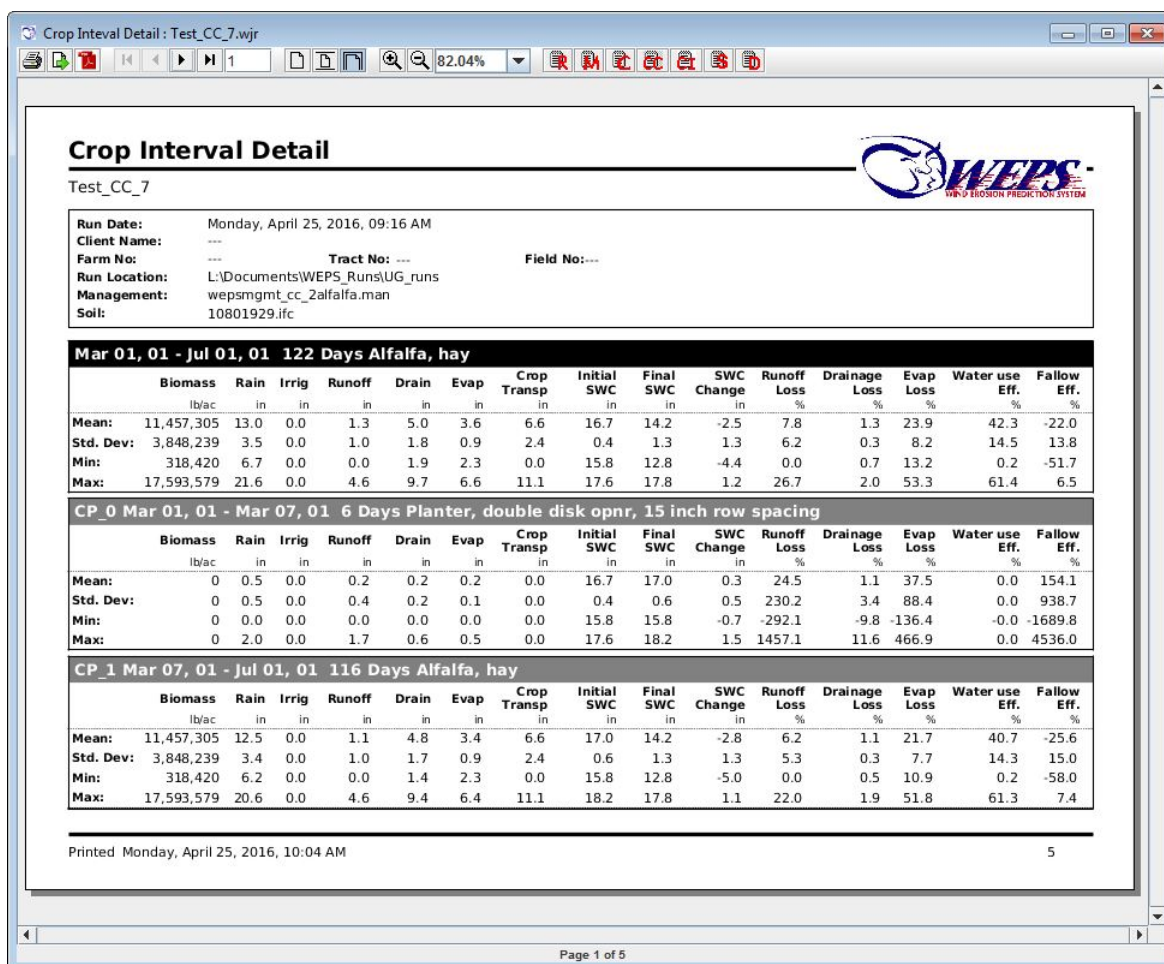 Crop Inteval Detail : Test_CC_7.wjr
1 82.04% R M C CC CI S D
Crop Interval Detail
WEPS
WIND EROSION PREDICTION SYSTEM
Test_CC_7
Run Date: Monday, April 25, 2016, 09:16 AM
Client Name: ---
Farm No: --- Tract No: --- Field No:---
Run Location: L:\Documents\WEPS_Runs\UG_runs
Management: wepsmgmt_cc_2alfalfa.man
Soil: 10801929.ifc
Mar 01, 01 - Jul 01, 01 122 Days Alfalfa, hay
Biomass Rain Irrig Runoff Drain Evap Crop Transp Initial SWC Final SWC SWC Change Runoff Loss Drainage Loss Evap Loss Water use Eff. Fallow Eff.
lb/ac in in in in in in in in in % % % % %
Mean: 11,457,305 13.0 0.0 1.3 5.0 3.6 6.6 16.7 14.2 -2.5 7.8 1.3 23.9 42.3 -22.0
Std. Dev: 3,848,239 3.5 0.0 1.0 1.8 0.9 2.4 0.4 1.3 1.3 6.2 0.3 8.2 14.5 13.8
Min: 318,420 6.7 0.0 0.0 1.9 2.3 0.0 15.8 12.8 -4.4 0.0 0.7 13.2 0.2 -51.7
Max: 17,593,579 21.6 0.0 4.6 9.7 6.6 11.1 17.6 17.8 1.2 26.7 2.0 53.3 61.4 6.5
CP_0 Mar 01, 01 - Mar 07, 01 6 Days Planter, double disk opnr, 15 inch row spacing
Biomass Rain Irrig Runoff Drain Evap Crop Transp Initial SWC Final SWC SWC Change Runoff Loss Drainage Loss Evap Loss Water use Eff. Fallow Eff.
lb/ac in in in in in in in in in % % % % %
Mean: 0 0.5 0.0 0.2 0.2 0.2 0.0 16.7 17.0 0.3 24.5 1.1 37.5 0.0 154.1
Std. Dev: 0 0.5 0.0 0.4 0.2 0.1 0.0 0.4 0.6 0.5 230.2 3.4 88.4 0.0 938.7
Min: 0 0.0 0.0 0.0 0.0 0.0 0.0 15.8 15.8 -0.7 -292.1 -9.8 -136.4 -0.0 -1689.8
Max: 0 2.0 0.0 1.7 0.6 0.5 0.0 17.6 18.2 1.5 1457.1 11.6 466.9 0.0 4536.0
CP_1 Mar 07, 01 - Jul 01, 01 116 Days Alfalfa, hay
Biomass Rain Irrig Runoff Drain Evap Crop Transp Initial SWC Final SWC SWC Change Runoff Loss Drainage Loss Evap Loss Water use Eff. Fallow Eff.
lb/ac in in in in in in in in in % % % % %
Mean: 11,457,305 12.5 0.0 1.1 4.8 3.4 6.6 17.0 14.2 -2.8 6.2 1.1 21.7 40.7 -25.6
Std. Dev: 3,848,239 3.4 0.0 1.0 1.7 0.9 2.4 0.6 1.3 1.3 5.3 0.3 7.7 14.3 15.0
Min: 318,420 6.2 0.0 0.0 1.4 2.3 0.0 15.8 12.8 -5.0 0.0 0.5 10.9 0.2 -58.0
Max: 17,593,579 20.6 0.0 4.6 9.4 6.4 11.1 18.2 17.8 1.1 22.0 1.9 51.8 61.3 7.4
Printed Monday, April 25, 2016, 10:04 AM 5
Page 1 of 5